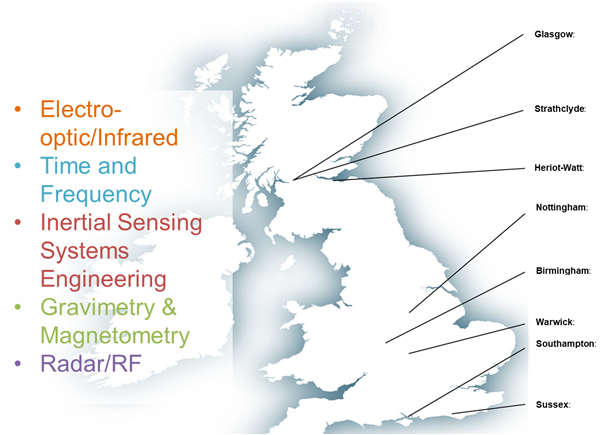 • Electro-
optic/Infrared
• Time and
Frequency
• Inertial Sensing
Systems
Engineering
• Gravimetry &
Magnetometry
• Radar/RF
Glasgow:
Strathclyde:
Heriot-Watt:
Nottingham:
Birmingham:
Warwick:
Southampton:
Sussex: